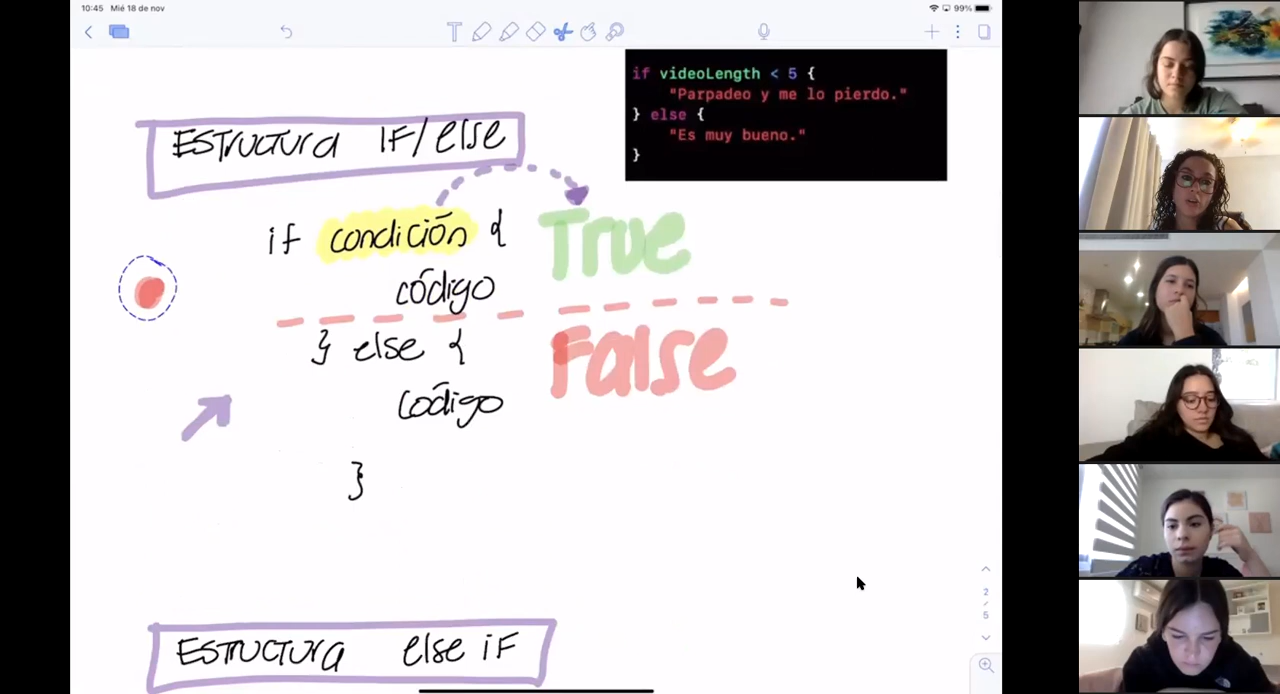 10:45 Mié 18 de nov
99%
if videoLength < 5 {
"Parpadeo y me lo pierdo."
} else {
"Es muy bueno."
}
ESTRUCTURA IF/else
if condición {
True
código
} else {
False
código
}
2
/
5
ESTRUCTURA else IF